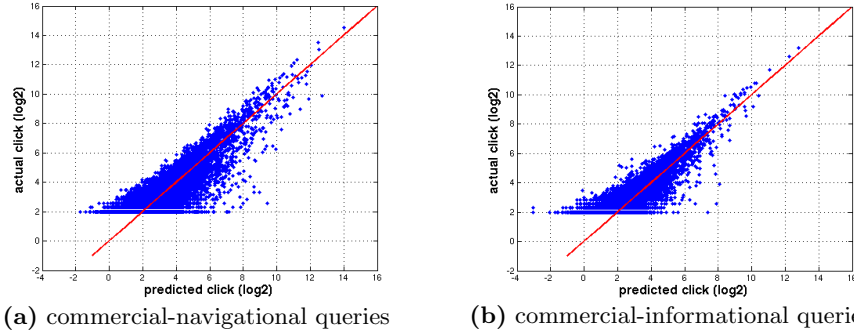 16
14
12
10
8
6
4
2
0
-2
-4 -2 0 2 4 6 8 10 12 14 16
actual click (log2)
predicted click (log2)
(a) commercial-navigational queries
16
14
12
10
8
6
4
2
0
-2
-4 -2 0 2 4 6 8 10 12 14 16
actual click (log2)
predicted click (log2)
(b) commercial-informational querie